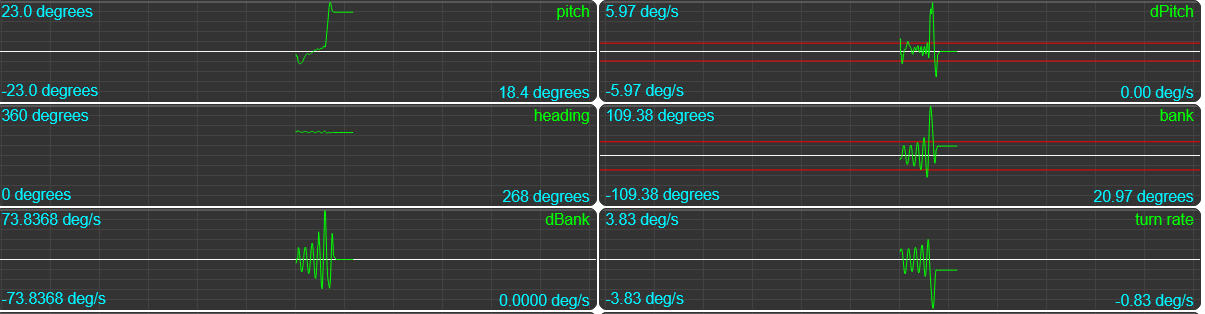 23.0 degrees pitch
-23.0 degrees 18.4 degrees
5.97 deg/s dPitch
-5.97 deg/s 0.00 deg/s
360 degrees heading
0 degrees 268 degrees
109.38 degrees bank
-109.38 degrees 20.97 degrees
73.8368 deg/s dBank
-73.8368 deg/s 0.0000 deg/s
3.83 deg/s turn rate
-3.83 deg/s -0.83 deg/s